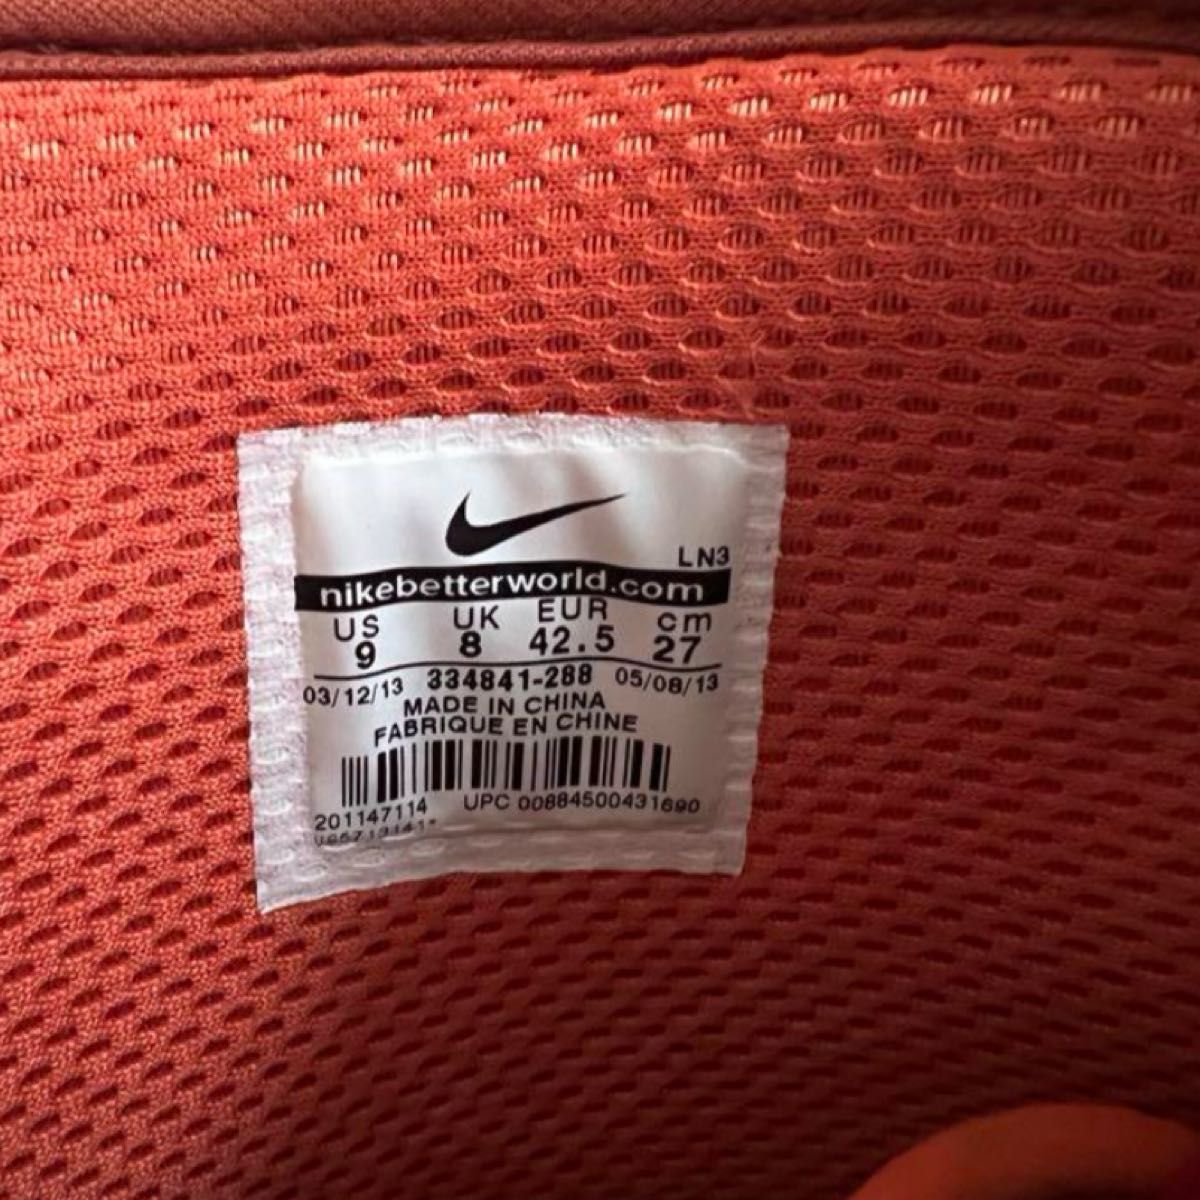 LN3
nikebetterworld.com
US UK EUR cm
9 8 42.5 27
03/12/13 334841-288 05/08/13
MADE IN CHINA
FABRIQUE EN CHINE
201147114 UPC 00884500431690